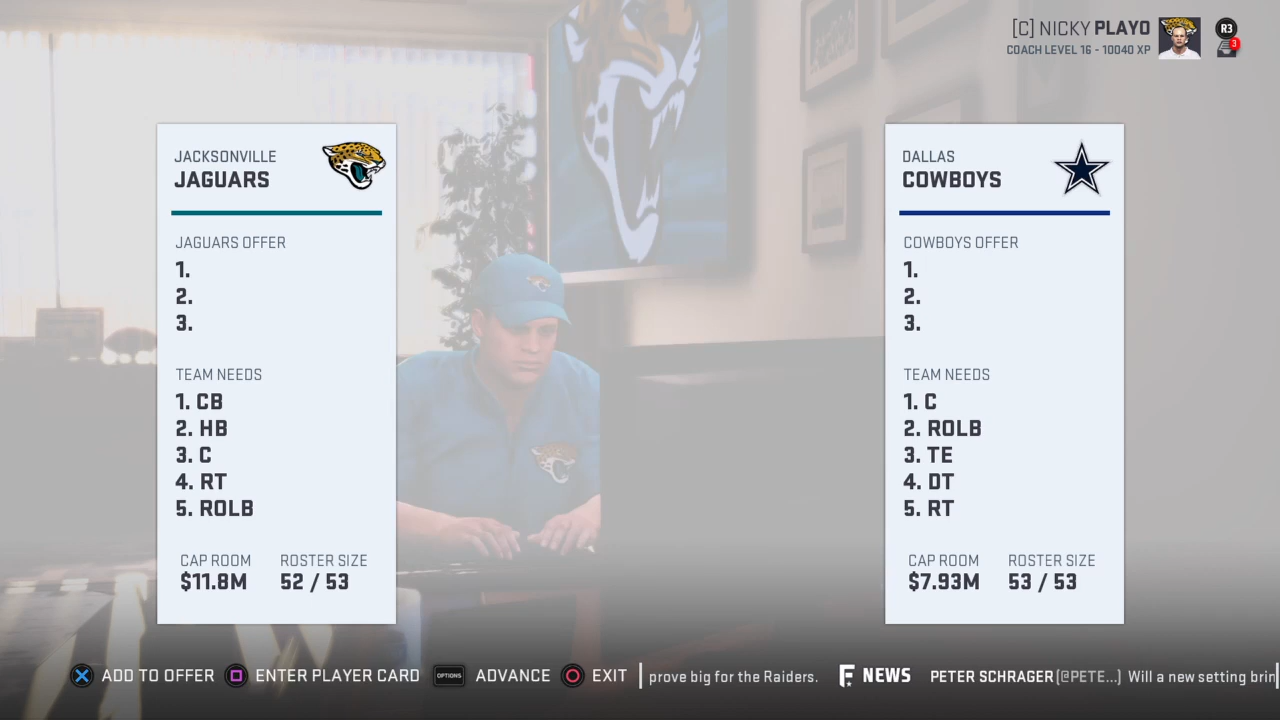 [C] NICKY PLAYO
COACH LEVEL 16 - 10040 XP
R3
3
JACKSONVILLE
JAGUARS
JAGUARS OFFER
1.
2.
3.
TEAM NEEDS
1. CB
2. HB
3. C
4. RT
5. ROLB
CAP ROOM ROSTER SIZE
$11.8M 52 / 53
DALLAS
COWBOYS
COWBOYS OFFER
1.
2.
3.
TEAM NEEDS
1. C
2. ROLB
3. TE
4. DT
5. RT
CAP ROOM ROSTER SIZE
$7.93M 53 / 53
ADD TO OFFER ENTER PLAYER CARD OPTIONS ADVANCE EXIT prove big for the Raiders. F NEWS PETER SCHRAGER (@PETE...) Will a new setting brin